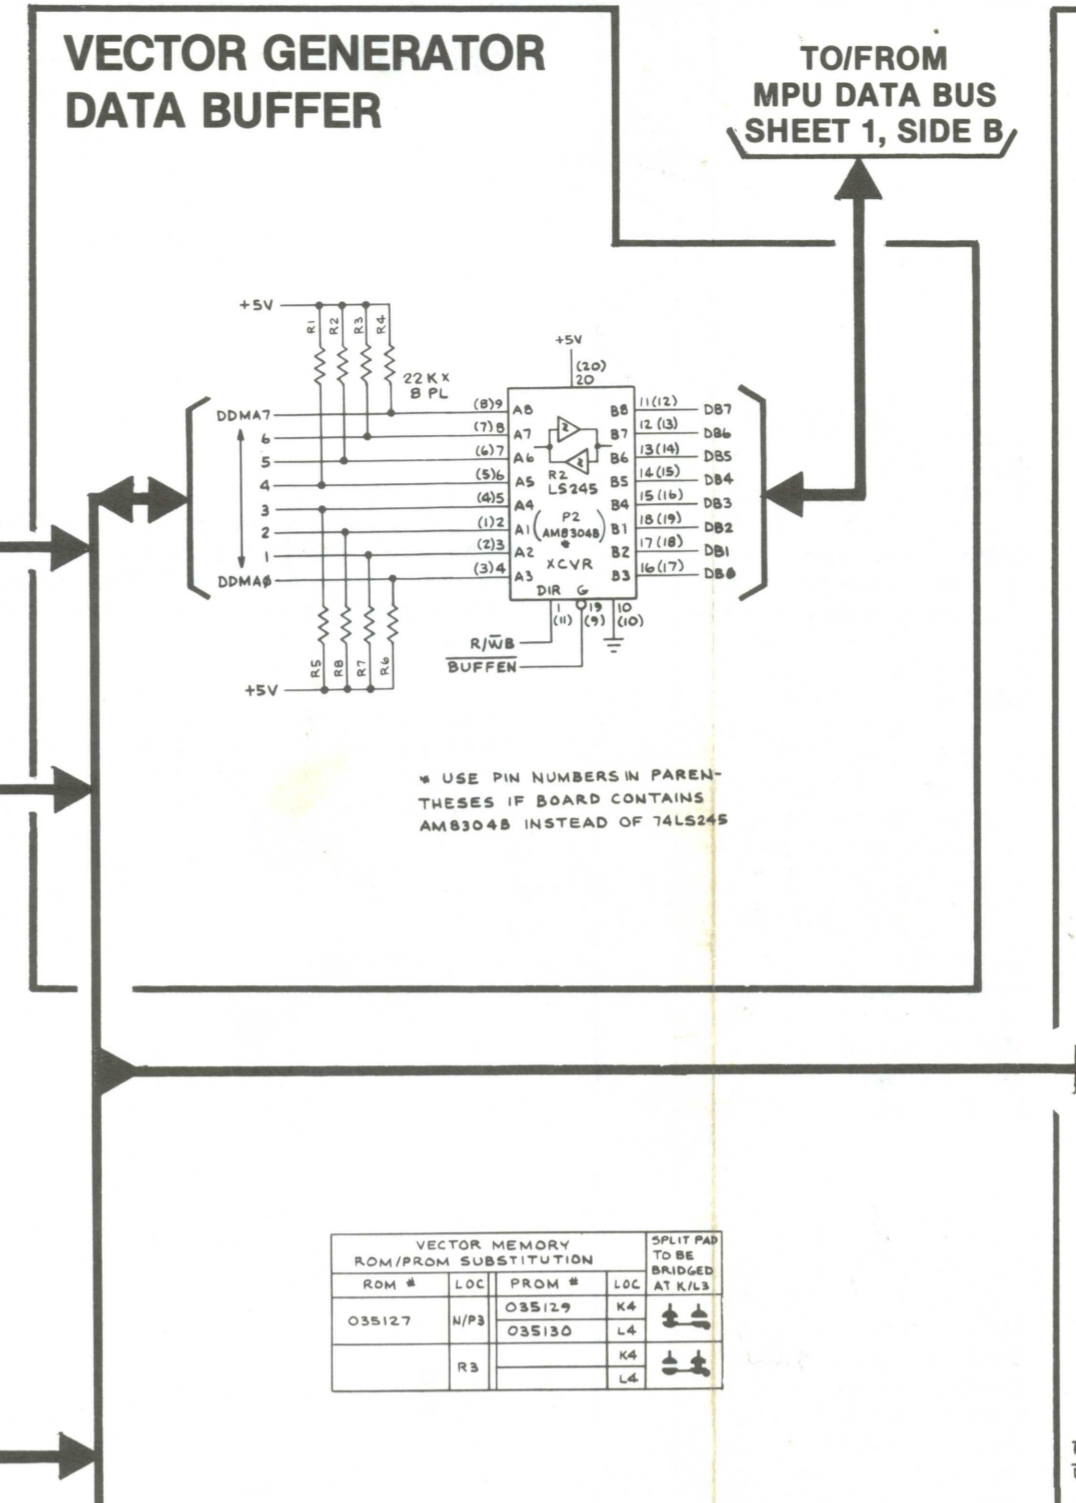 VECTOR GENERATOR
DATA BUFFER
TO/FROM
MPU DATA BUS
SHEET 1, SIDE B
+5V
R1
R2
R3
R4
22 K X
8 PL
+5V
(20)
20
DDMA7
6
5
4
3
2
1
DDMA0
(8)9
(7)8
(6)7
(5)6
(4)5
(1)2
(2)3
(3)4
A8
A7
A6
A5
A4
A1
A2
A3
2
2
R2
LS245
( P2
AM8304B )
*
XCVR
DIR G
B8
B7
B6
B5
B4
B1
B2
B3
11(12)
12(13)
13(14)
14(15)
15(16)
18(19)
17(18)
16(17)
DB7
DB6
DB5
DB4
DB3
DB2
DB1
DB0
1
(11)
19
(9)
10
(10)
R/W̅B
B̅U̅F̅F̅E̅N̅
R5
R8
R7
R6
+5V
* USE PIN NUMBERS IN PAREN-
THESES IF BOARD CONTAINS
AM8304B INSTEAD OF 74LS245
VECTOR MEMORY
ROM/PROM SUBSTITUTION
SPLIT PAD
TO BE
BRIDGED
AT K/L3
ROM # LOC PROM # LOC
035127 N/P3 035129 K4
035130 L4
R3 K4
L4